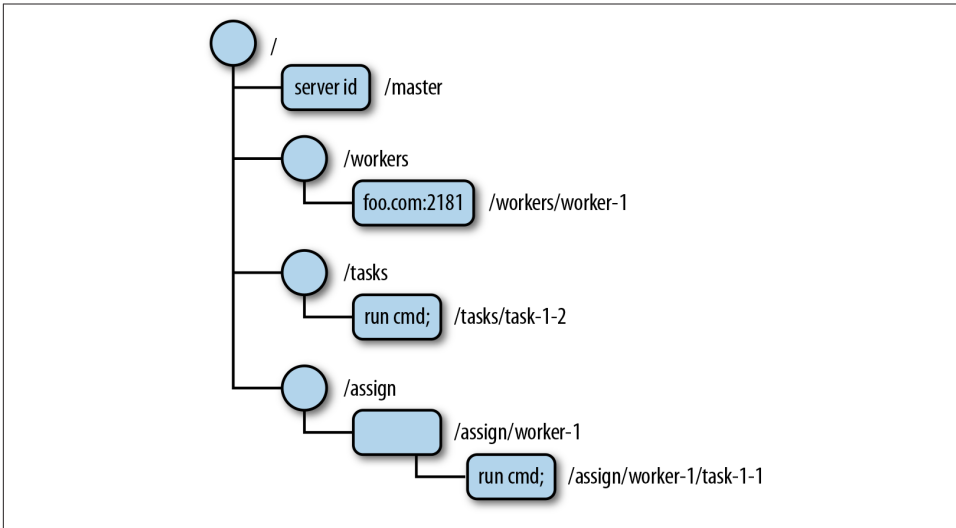 /
server id /master
/workers
foo.com:2181 /workers/worker-1
/tasks
run cmd; /tasks/task-1-2
/assign
/assign/worker-1
run cmd; /assign/worker-1/task-1-1